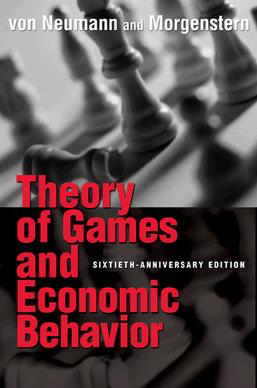 von Neumann and Morgenstern
Theory
of Games
and
SIXTIETH-ANNIVERSARY EDITION
Economic
Behavior